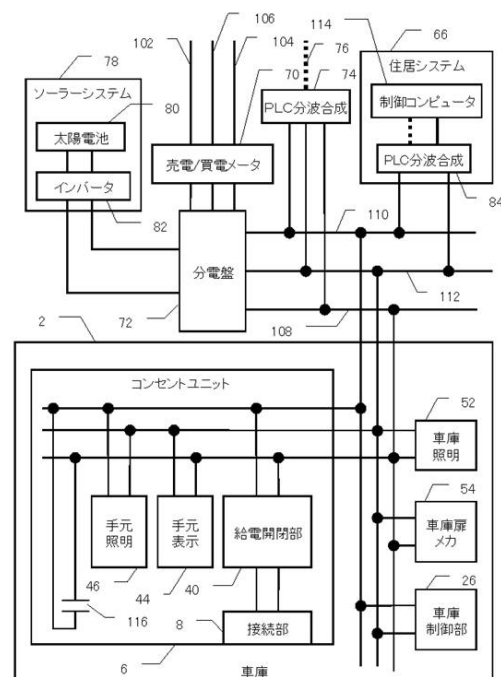 114
106
66
102
104
76
78
70
74
住居システム
ソーラーシステム
80
制御コンピュータ
PLC分波合成
太陽電池
売電/買電メータ
PLC分波合成
インバータ
84
82
110
分電盤
112
72
108
2
コンセントユニット
52
車庫
照明
54
手元
照明
手元
表示
給電開閉部
車庫扉
メカ
26
46
44
40
車庫
制御部
116
8
接続部
6
車庫